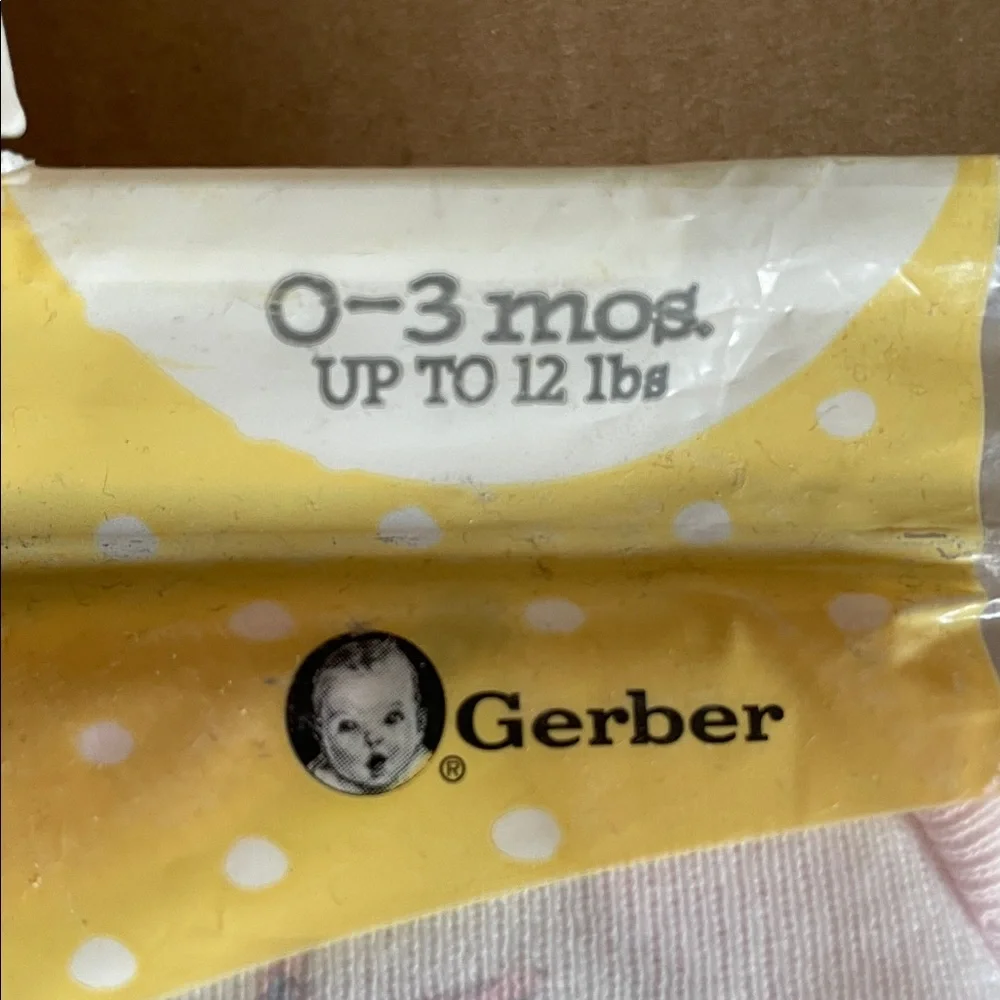 0-3 mos.
UP TO 12 lbs
Gerber
®